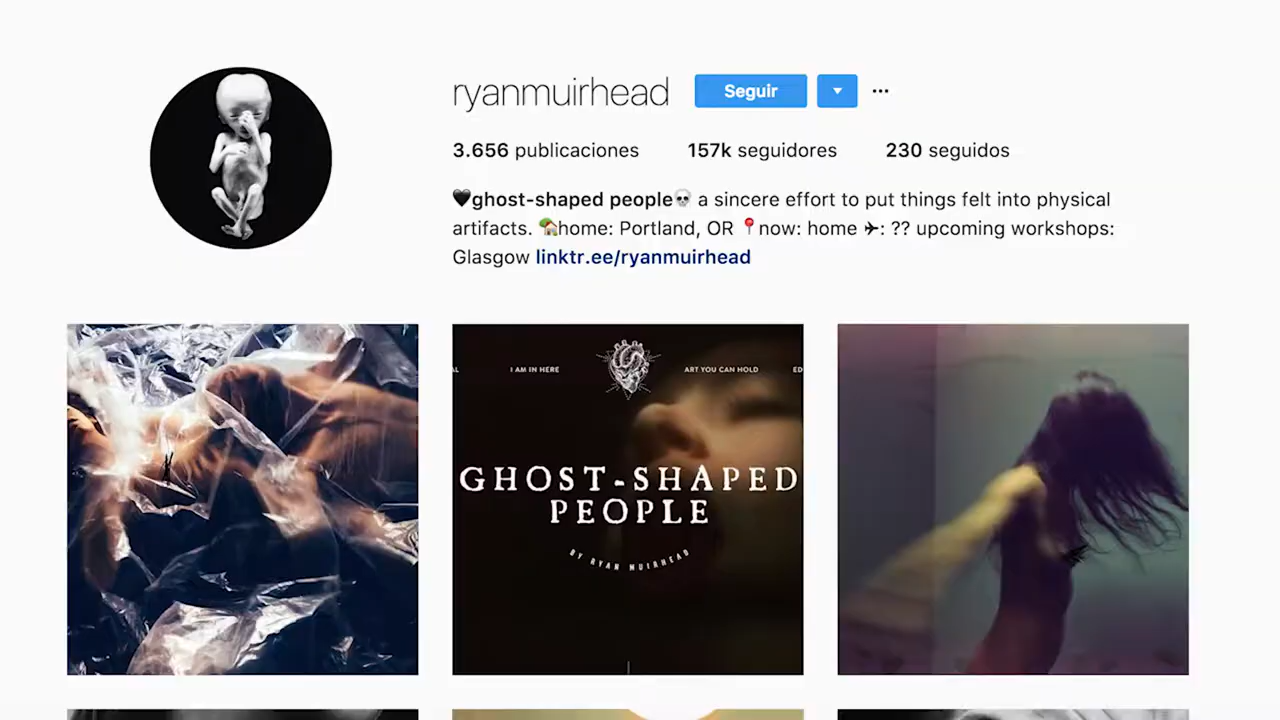 ryanmuirhead Seguir ...
3.656 publicaciones 157k seguidores 230 seguidos
🖤ghost-shaped people💀 a sincere effort to put things felt into physical
artifacts. 🏡home: Portland, OR 📍now: home ✈: ?? upcoming workshops:
Glasgow linktr.ee/ryanmuirhead
AL I AM IN HERE ART YOU CAN HOLD ED
GHOST-SHAPED
PEOPLE
BY RYAN MUIRHEAD